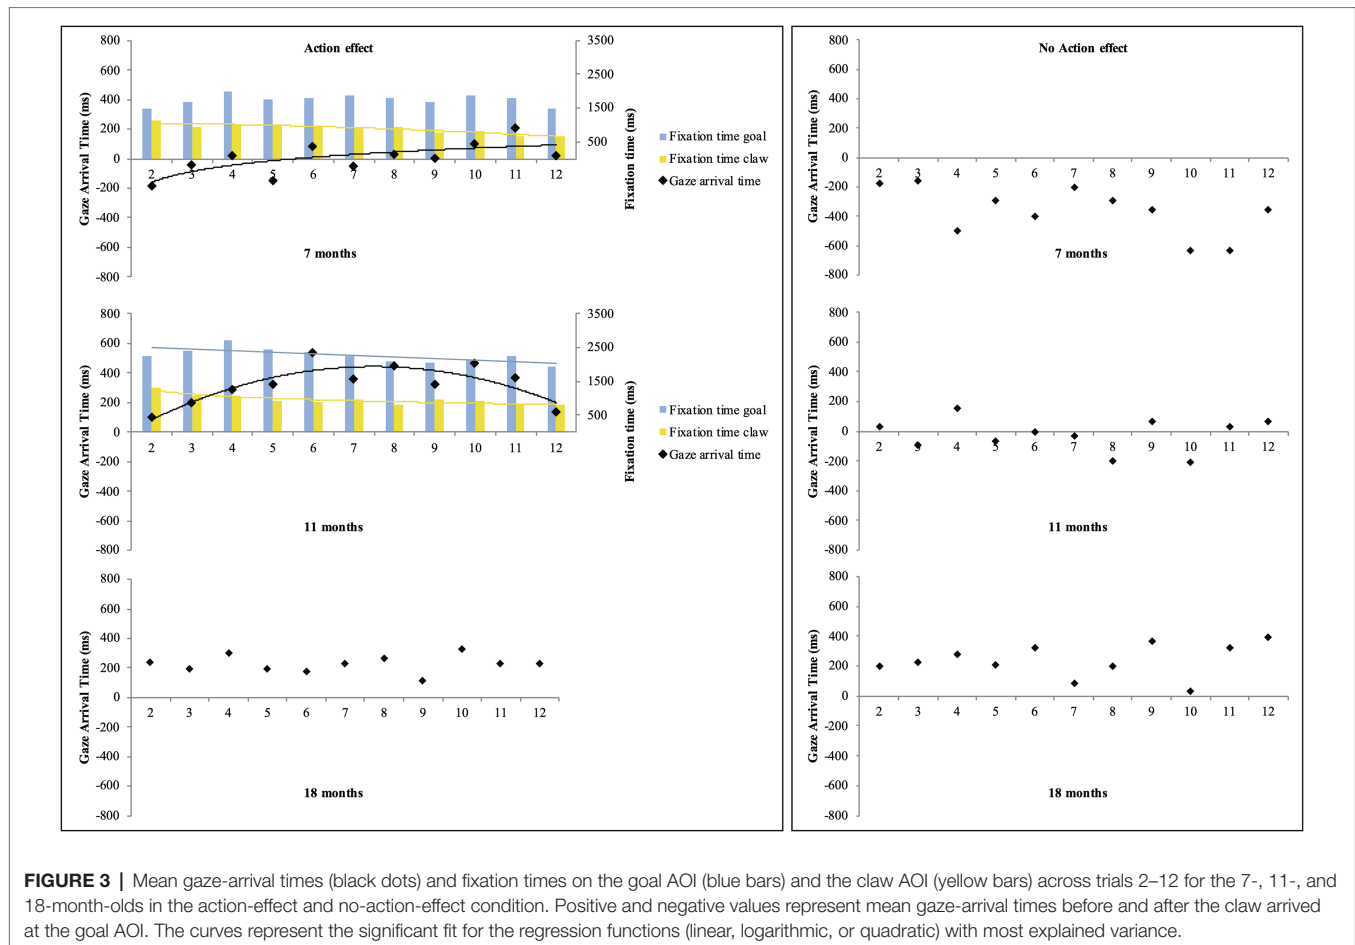 Action effect
800
600
400
200
0
-200
-400
-600
-800
Gaze Arrival Time (ms)
3500
2500
1500
500
Fixation time (ms)
2 3 4 5 6 7 8 9 10 11 12
Fixation time goal
Fixation time claw
Gaze arrival time
7 months
800
600
400
200
0
-200
-400
-600
-800
Gaze Arrival Time (ms)
3500
2500
1500
500
Fixation time (ms)
2 3 4 5 6 7 8 9 10 11 12
Fixation time goal
Fixation time claw
Gaze arrival time
11 months
800
600
400
200
0
-200
-400
-600
-800
Gaze Arrival Time (ms)
2 3 4 5 6 7 8 9 10 11 12
18 months
No Action effect
800
600
400
200
0
-200
-400
-600
-800
Gaze Arrival Time (ms)
2 3 4 5 6 7 8 9 10 11 12
7 months
800
600
400
200
0
-200
-400
-600
-800
Gaze Arrival Time (ms)
2 3 4 5 6 7 8 9 10 11 12
11 months
800
600
400
200
0
-200
-400
-600
-800
Gaze Arrival Time (ms)
2 3 4 5 6 7 8 9 10 11 12
18 months
FIGURE 3 | Mean gaze-arrival times (black dots) and fixation times on the goal AOI (blue bars) and the claw AOI (yellow bars) across trials 2–12 for the 7-, 11-, and
18-month-olds in the action-effect and no-action-effect condition. Positive and negative values represent mean gaze-arrival times before and after the claw arrived
at the goal AOI. The curves represent the significant fit for the regression functions (linear, logarithmic, or quadratic) with most explained variance.